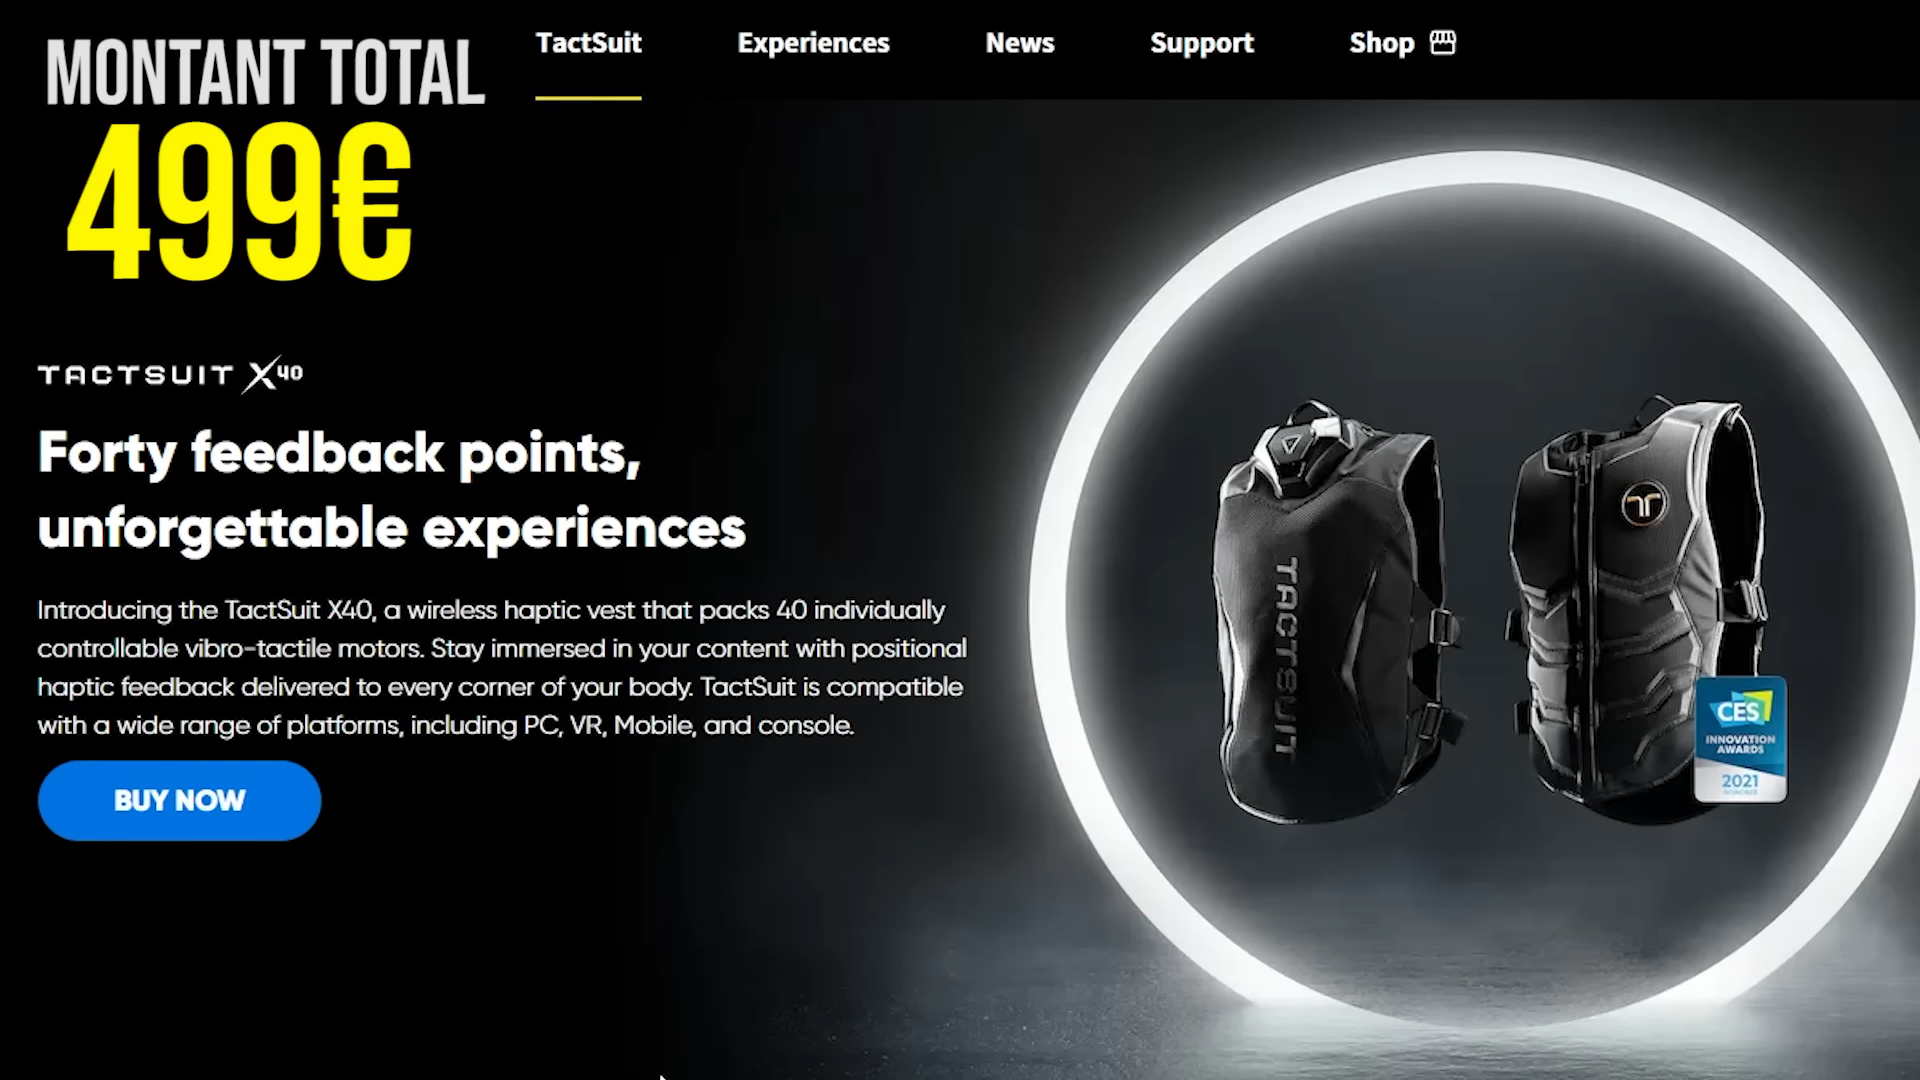 MONTANT TOTAL
499€
TactSuit
Experiences
News
Support
Shop
TACTSUIT X40
Forty feedback points,
unforgettable experiences
Introducing the TactSuit X40, a wireless haptic vest that packs 40 individually
controllable vibro-tactile motors. Stay immersed in your content with positional
haptic feedback delivered to every corner of your body. TactSuit is compatible
with a wide range of platforms, including PC, VR, Mobile, and console.
BUY NOW
TACTSUIT
CES
INNOVATION
AWARDS
2021
HONOREE